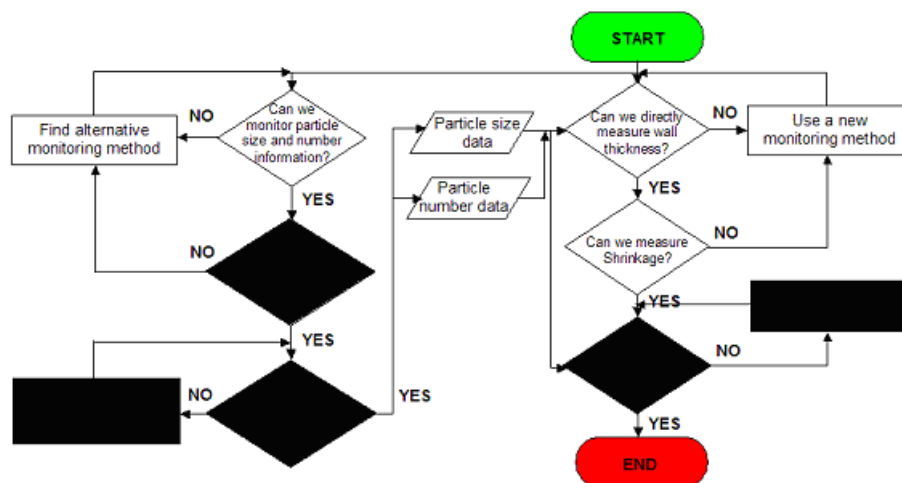 START
Can we
monitor particle
size and number
information?
NO
Find alternative
monitoring method
YES
NO
YES
NO
YES
Particle size
data
Particle
number data
Can we directly
measure wall
thickness?
NO
Use a new
monitoring method
YES
Can we measure
Shrinkage?
NO
YES
NO
YES
END